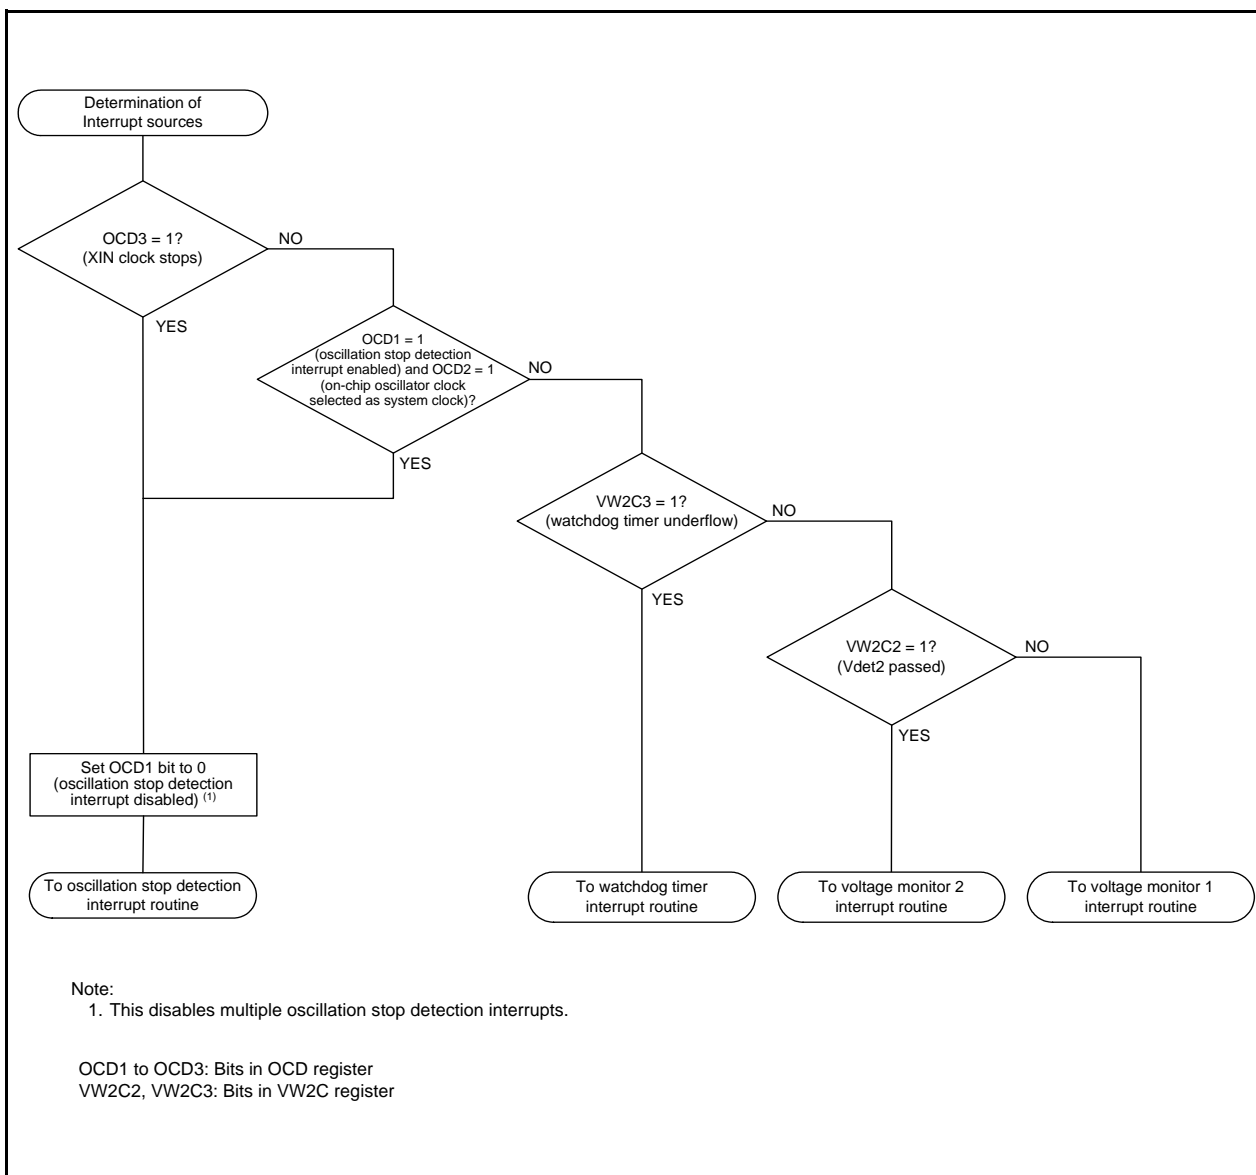 Determination of
Interrupt sources
OCD3 = 1?
(XIN clock stops)
NO
YES
OCD1 = 1
(oscillation stop detection
interrupt enabled) and OCD2 = 1
(on-chip oscillator clock
selected as system clock)?
NO
YES
VW2C3 = 1?
(watchdog timer underflow)
NO
YES
VW2C2 = 1?
(Vdet2 passed)
NO
YES
Set OCD1 bit to 0
(oscillation stop detection
interrupt disabled) (1)
To oscillation stop detection
interrupt routine
To watchdog timer
interrupt routine
To voltage monitor 2
interrupt routine
To voltage monitor 1
interrupt routine
Note:
1. This disables multiple oscillation stop detection interrupts.
OCD1 to OCD3: Bits in OCD register
VW2C2, VW2C3: Bits in VW2C register